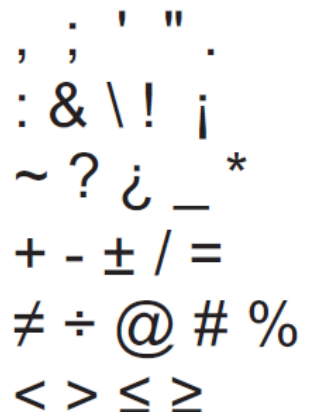 , ; ' " .
: & \ ! ¡
~ ? ¿ _ *
+ - ± / =
≠ ÷ @ # %
< > ≤ ≥